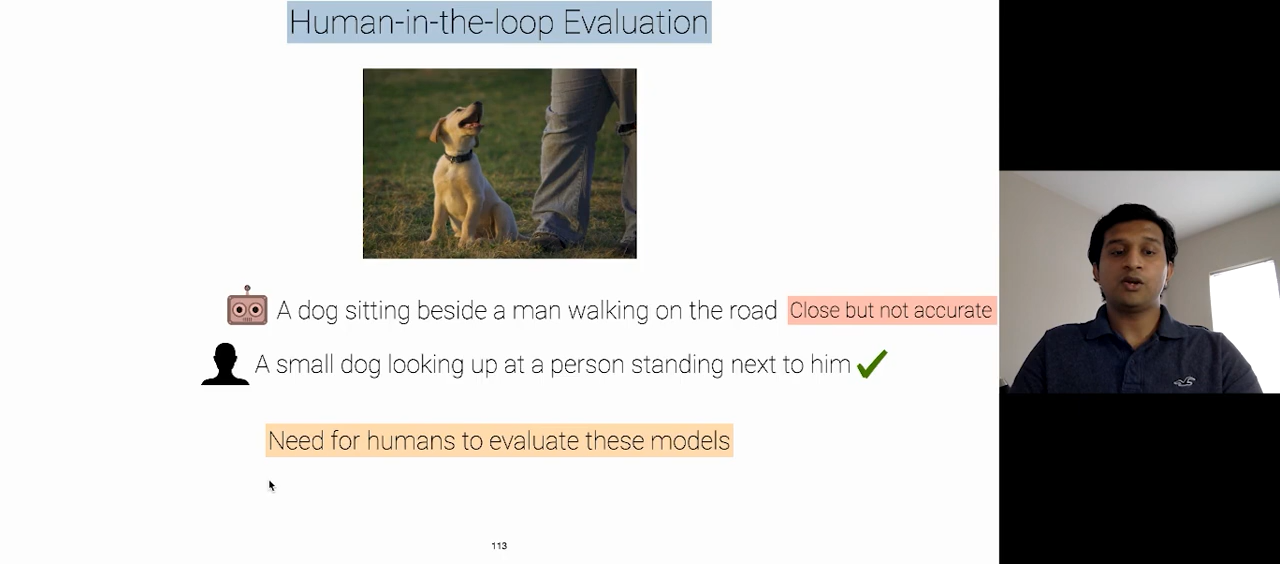 Human-in-the-loop Evaluation
A dog sitting beside a man walking on the road Close but not accurate
A small dog looking up at a person standing next to him
Need for humans to evaluate these models
113